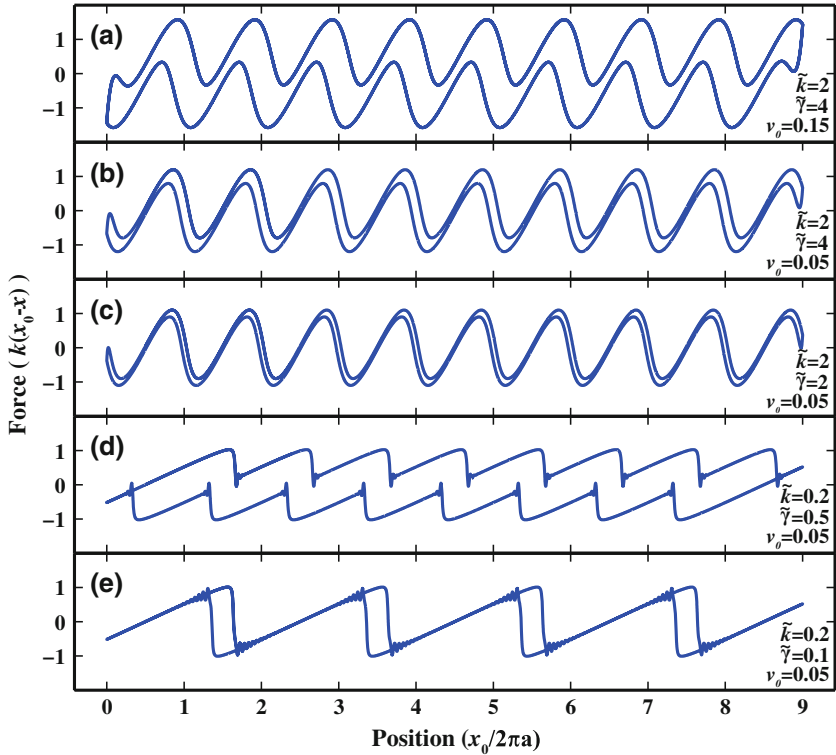 (a)
1
0
−1
k̃=2
γ̃=4
v₀=0.15
(b)
1
0
−1
k̃=2
γ̃=4
v₀=0.05
(c)
1
0
−1
k̃=2
γ̃=2
v₀=0.05
(d)
1
0
−1
k̃=0.2
γ̃=0.5
v₀=0.05
(e)
1
0
−1
k̃=0.2
γ̃=0.1
v₀=0.05
0 1 2 3 4 5 6 7 8 9
Position (x₀/2πa)
Force ( k(x₀-x) )